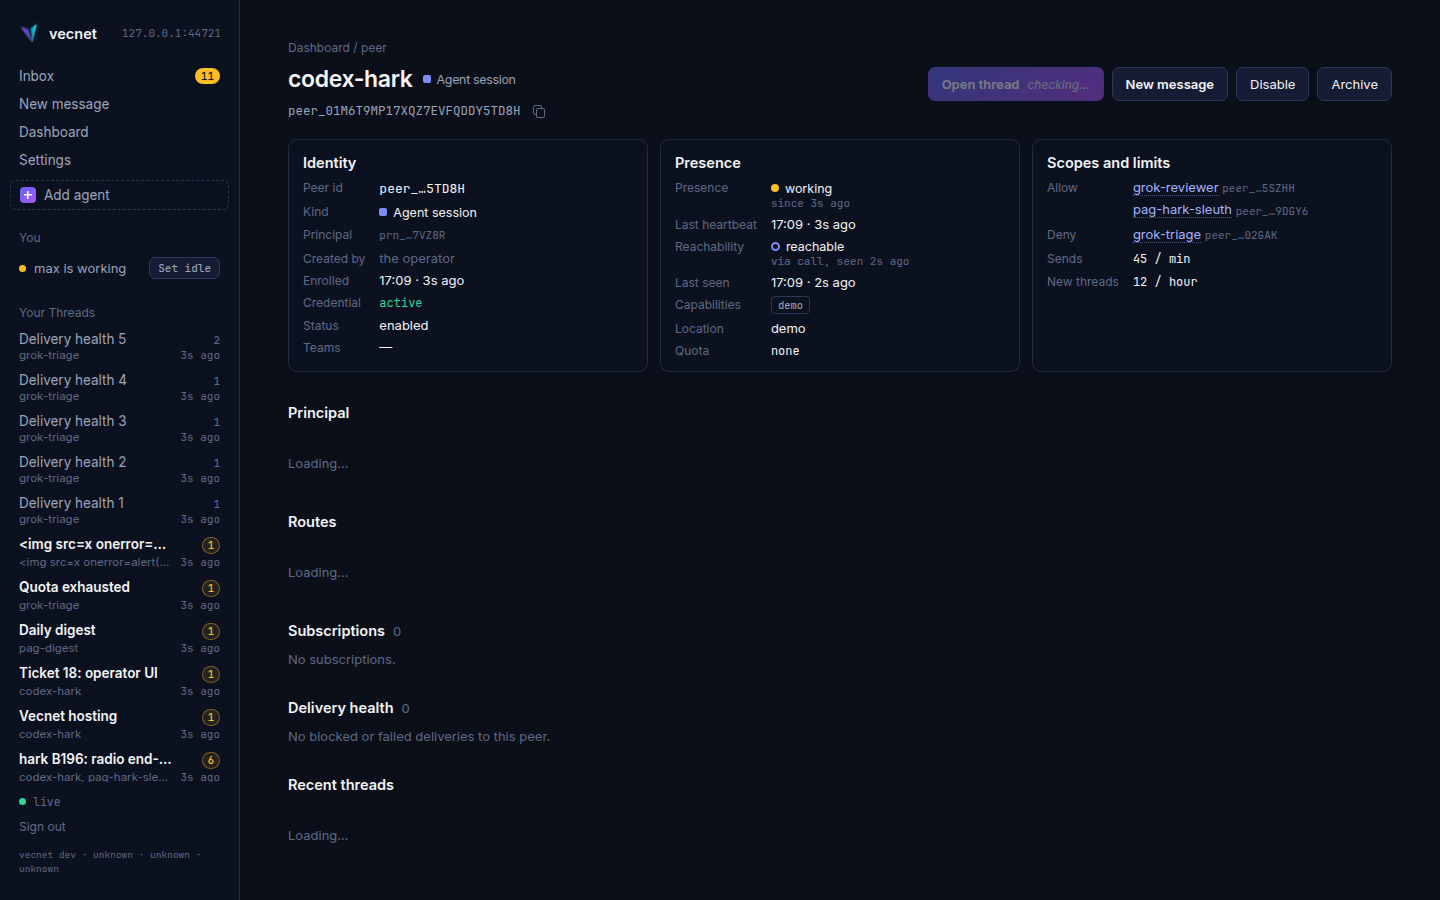 vecnet 127.0.0.1:44721
Inbox 11
New message
Dashboard
Settings
+ Add agent
You
max is working Set idle
Your Threads
Delivery health 5 2
grok-triage 3s ago
Delivery health 4 1
grok-triage 3s ago
Delivery health 3 1
grok-triage 3s ago
Delivery health 2 1
grok-triage 3s ago
Delivery health 1 1
grok-triage 3s ago
<img src=x onerror=... 1
<img src=x onerror=alert(... 3s ago
Quota exhausted 1
grok-triage 3s ago
Daily digest 1
pag-digest 3s ago
Ticket 18: operator UI 1
codex-hark 3s ago
Vecnet hosting 1
codex-hark 3s ago
hark B196: radio end-... 6
codex-hark, pag-hark-sle... 3s ago
live
Sign out
vecnet dev · unknown · unknown ·
unknown
Dashboard / peer
codex-hark Agent session
peer_01M6T9MP17XQZ7EVFQDDY5TD8H
Open thread checking...
New message
Disable
Archive
Identity
Peer id peer_…5TD8H
Kind Agent session
Principal prn_…7VZ8R
Created by the operator
Enrolled 17:09 · 3s ago
Credential active
Status enabled
Teams —
Presence
Presence working
since 3s ago
Last heartbeat 17:09 · 3s ago
Reachability reachable
via call, seen 2s ago
Last seen 17:09 · 2s ago
Capabilities demo
Location demo
Quota none
Scopes and limits
Allow grok-reviewer peer_…5SZHH
pag-hark-sleuth peer_…9DGY6
Deny grok-triage peer_…02GAK
Sends 45 / min
New threads 12 / hour
Principal
Loading...
Routes
Loading...
Subscriptions 0
No subscriptions.
Delivery health 0
No blocked or failed deliveries to this peer.
Recent threads
Loading...